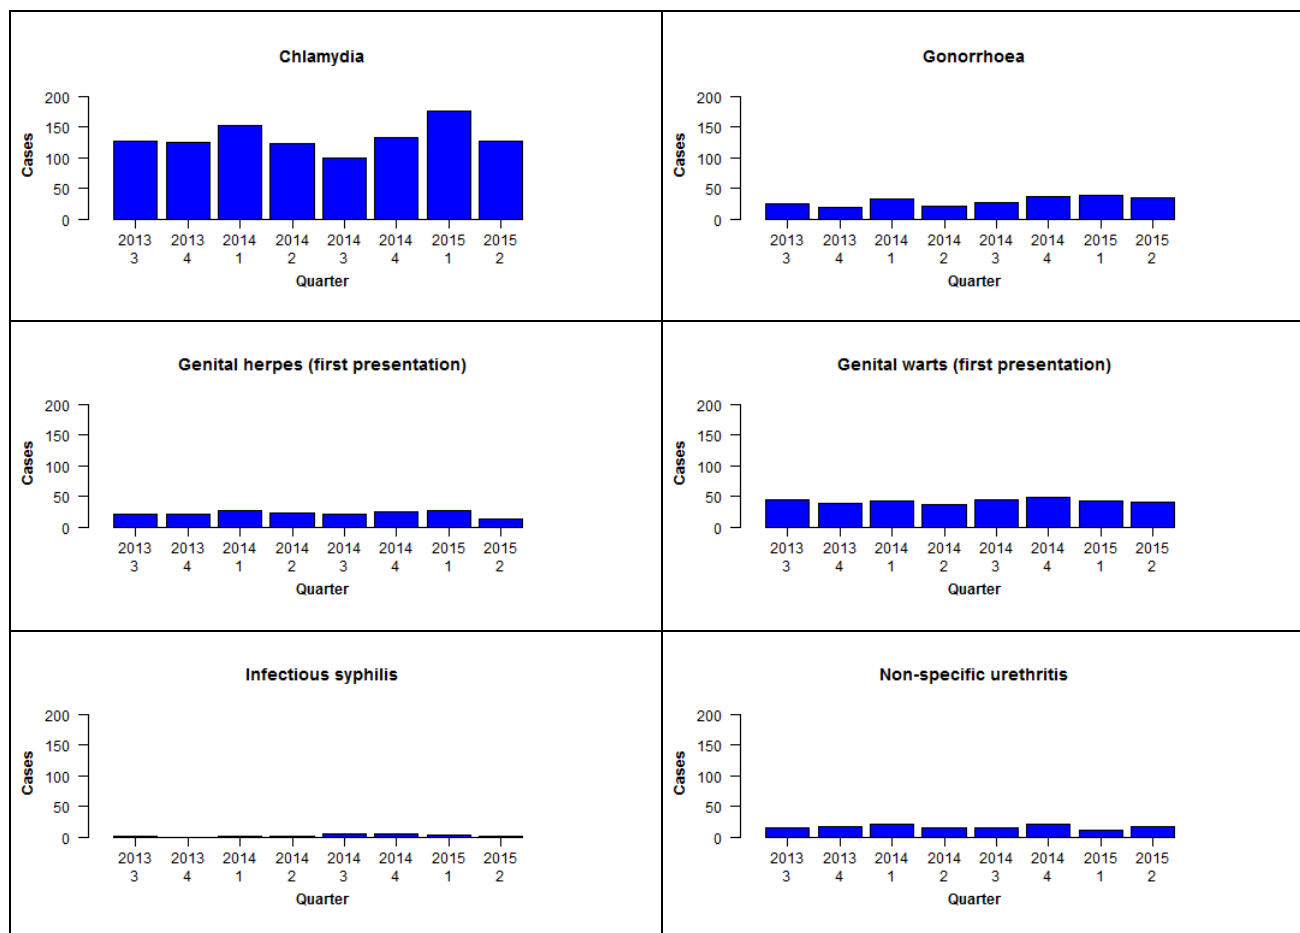 Chlamydia
200
150
100
50
0
Cases
2013 2013 2014 2014 2014 2014 2015 2015
3 4 1 2 3 4 1 2
Quarter
Gonorrhoea
200
150
100
50
0
Cases
2013 2013 2014 2014 2014 2014 2015 2015
3 4 1 2 3 4 1 2
Quarter
Genital herpes (first presentation)
200
150
100
50
0
Cases
2013 2013 2014 2014 2014 2014 2015 2015
3 4 1 2 3 4 1 2
Quarter
Genital warts (first presentation)
200
150
100
50
0
Cases
2013 2013 2014 2014 2014 2014 2015 2015
3 4 1 2 3 4 1 2
Quarter
Infectious syphilis
200
150
100
50
0
Cases
2013 2013 2014 2014 2014 2014 2015 2015
3 4 1 2 3 4 1 2
Quarter
Non-specific urethritis
200
150
100
50
0
Cases
2013 2013 2014 2014 2014 2014 2015 2015
3 4 1 2 3 4 1 2
Quarter